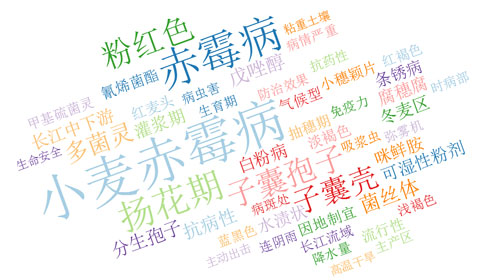 粘重土壤
粉红色
赤霉病
病情严重
氰烯菌酯
戊唑醇
抗药性
甲基硫菌灵
红麦头
病虫害
防治效果
小穗颖片
红褐色
条锈病
长江中下游
生育期
气候型
腐穗腐
时病部
生命安全
多菌灵
灌浆期
抽穗期
免疫力
冬麦区
小麦赤霉病
白粉病
淡褐色
吸浆虫
弥雾机
咪鲜胺
扬花期
子囊孢子
可湿性粉剂
病斑处
子囊壳
菌丝体
抗病性
水渍状
因地制宜
浅褐色
分生孢子
蓝黑色
连阴雨
长江流域
流行性
主动出击
降水量
主产区
高温干旱